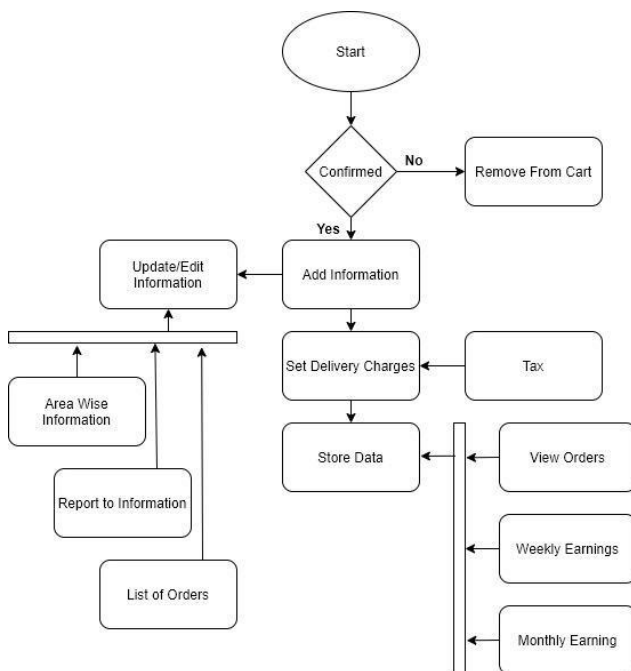 Start
Confirmed
No
Remove From Cart
Yes
Update/Edit
Information
Add Information
Set Delivery Charges
Tax
Area Wise
Information
Store Data
View Orders
Report to Information
Weekly Earnings
List of Orders
Monthly Earning